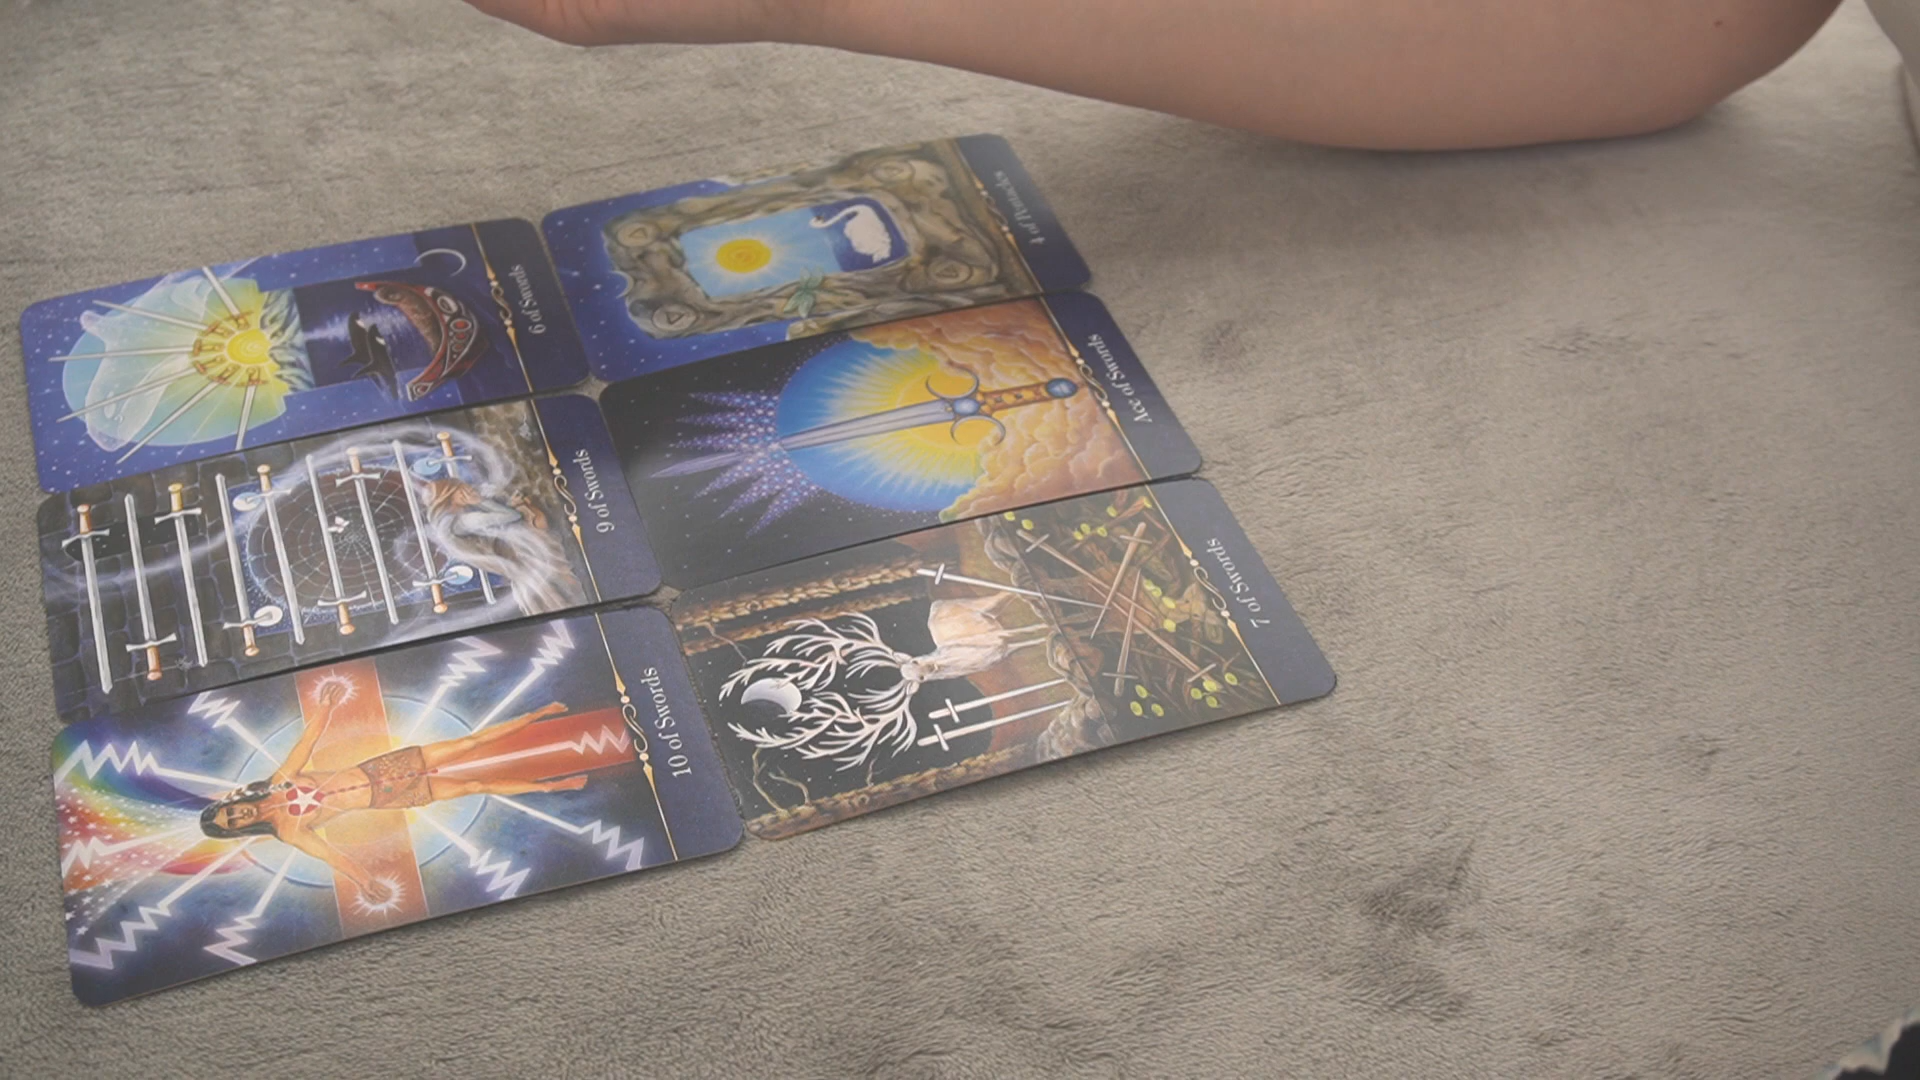 4 of Pentacles
6 of Swords
Ace of Swords
9 of Swords
7 of Swords
10 of Swords